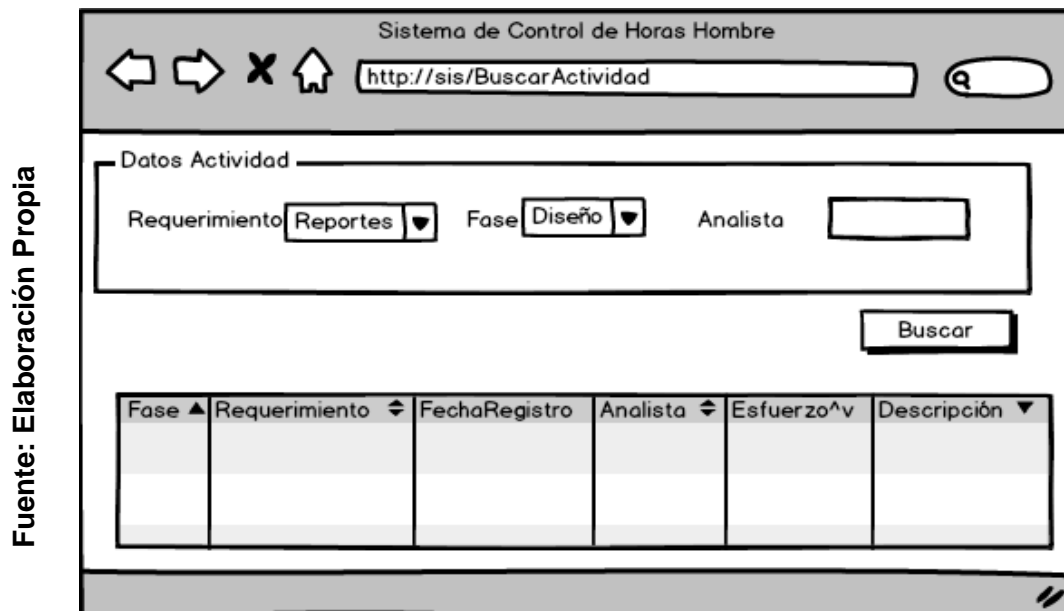 Sistema de Control de Horas Hombre
http://sis/BuscarActividad
Datos Actividad
Requerimiento Reportes Fase Diseño Analista
Buscar
Fase Requerimiento FechaRegistro Analista Esfuerzo^v Descripción
Fuente: Elaboración Propia